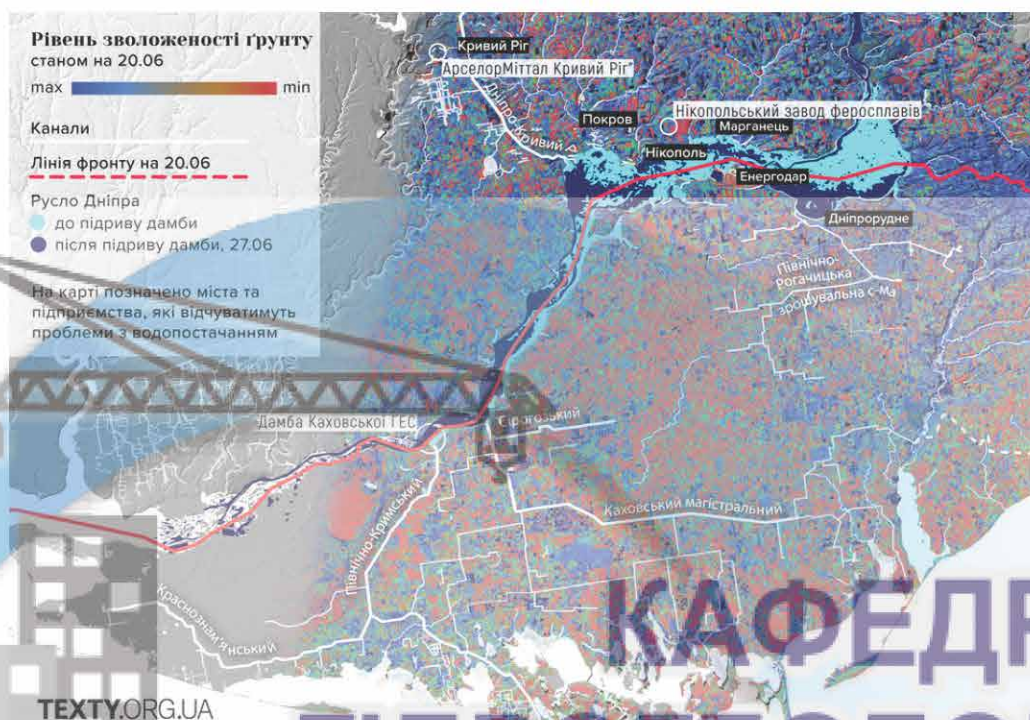 Рівень зволоженості ґрунту
станом на 20.06
max min
Канали
Лінія фронту на 20.06
Русло Дніпра
до підриву дамби
після підриву дамби, 27.06
На карті позначено міста та
підприємства, які відчуватимуть
проблеми з водопостачанням
Кривий Ріг
АрселорМіттал Кривий Ріг"
Дніпро-Кривий Р
Покров
Нікопольський завод феросплавів
Марганець
Нікополь
Енергодар
Дніпрорудне
Північно-
Рогачицька
зрошувальна с-ма
Дамба Каховської ГЕС
Каховський магістральний
Північно-Кримський
Краснознам'янський
КАФЕДР
TEXTY.ORG.UA